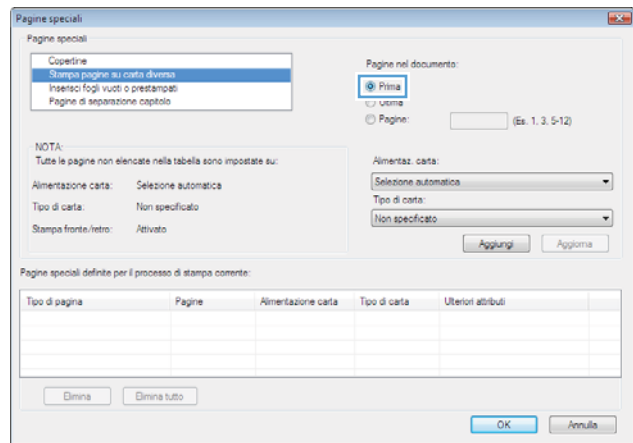 Pagine speciali
Pagine speciali
Copertine
Stampa pagine su carta diversa
Inserisci fogli vuoti o prestampati
Pagine di separazione capitolo
Pagine nel documento:
Prima
Ultima
Pagine: (Es. 1, 3, 5-12)
NOTA:
Tutte le pagine non elencate nella tabella sono impostate su:
Alimentazione carta: Selezione automatica
Tipo di carta: Non specificato
Stampa fronte/retro: Attivato
Alimentaz. carta:
Selezione automatica
Tipo di carta:
Non specificato
Aggiungi Aggiorna
Pagine speciali definite per il processo di stampa corrente:
Tipo di pagina Pagine Alimentazione carta Tipo di carta Ulteriori attributi
Elimina Elimina tutto
OK Annulla